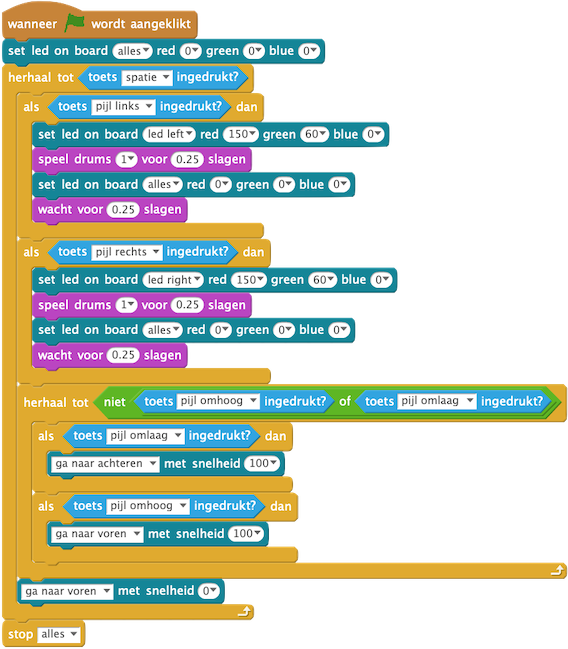 wanneer wordt aangeklikt
set led on board alles red 0 green 0 blue 0
herhaal tot toets spatie ingedrukt?
als toets pijl links ingedrukt? dan
set led on board led left red 150 green 60 blue 0
speel drums 1 voor 0.25 slagen
set led on board alles red 0 green 0 blue 0
wacht voor 0.25 slagen
als toets pijl rechts ingedrukt? dan
set led on board led right red 150 green 60 blue 0
speel drums 1 voor 0.25 slagen
set led on board alles red 0 green 0 blue 0
wacht voor 0.25 slagen
herhaal tot niet toets pijl omhoog ingedrukt? of toets pijl omlaag ingedrukt?
als toets pijl omlaag ingedrukt? dan
ga naar achteren met snelheid 100
als toets pijl omhoog ingedrukt? dan
ga naar voren met snelheid 100
ga naar voren met snelheid 0
stop alles